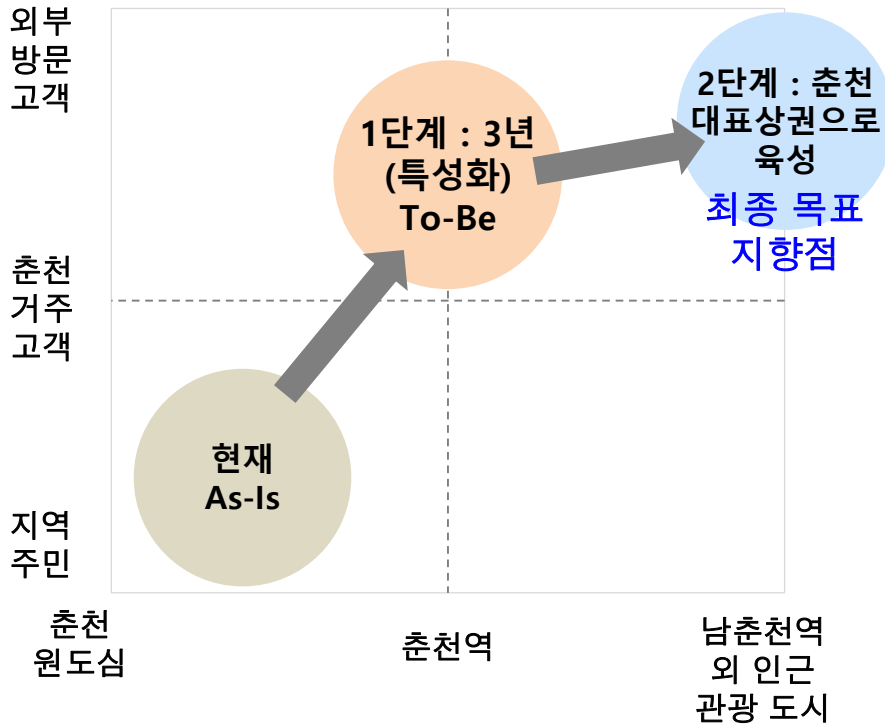 외부
방문
고객
춘천
거주
고객
지역
주민
1단계 : 3년
(특성화)
To-Be
2단계 : 춘천
대표상권으로
육성
최종 목표
지향점
현재
As-Is
춘천
원도심
춘천역
남춘천역
외 인근
관광 도시